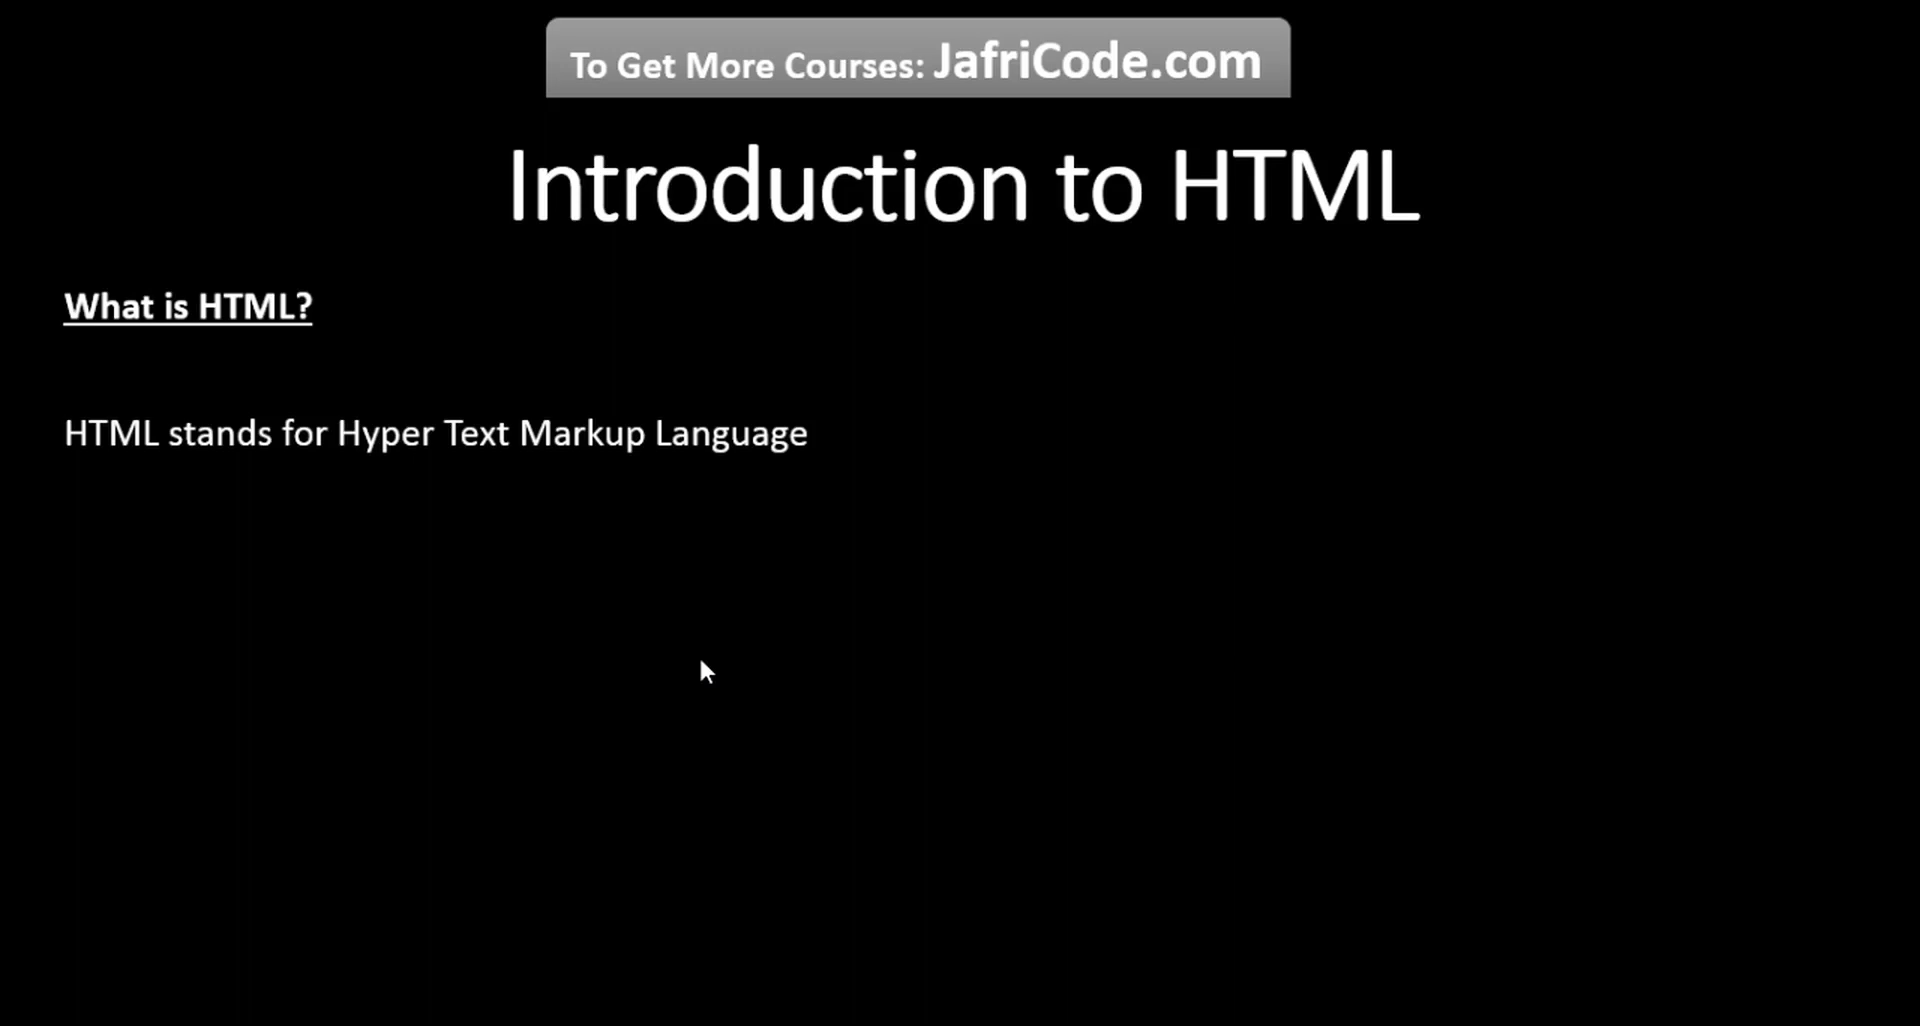 To Get More Courses: JafriCode.com
Introduction to HTML
What is HTML?
HTML stands for Hyper Text Markup Language